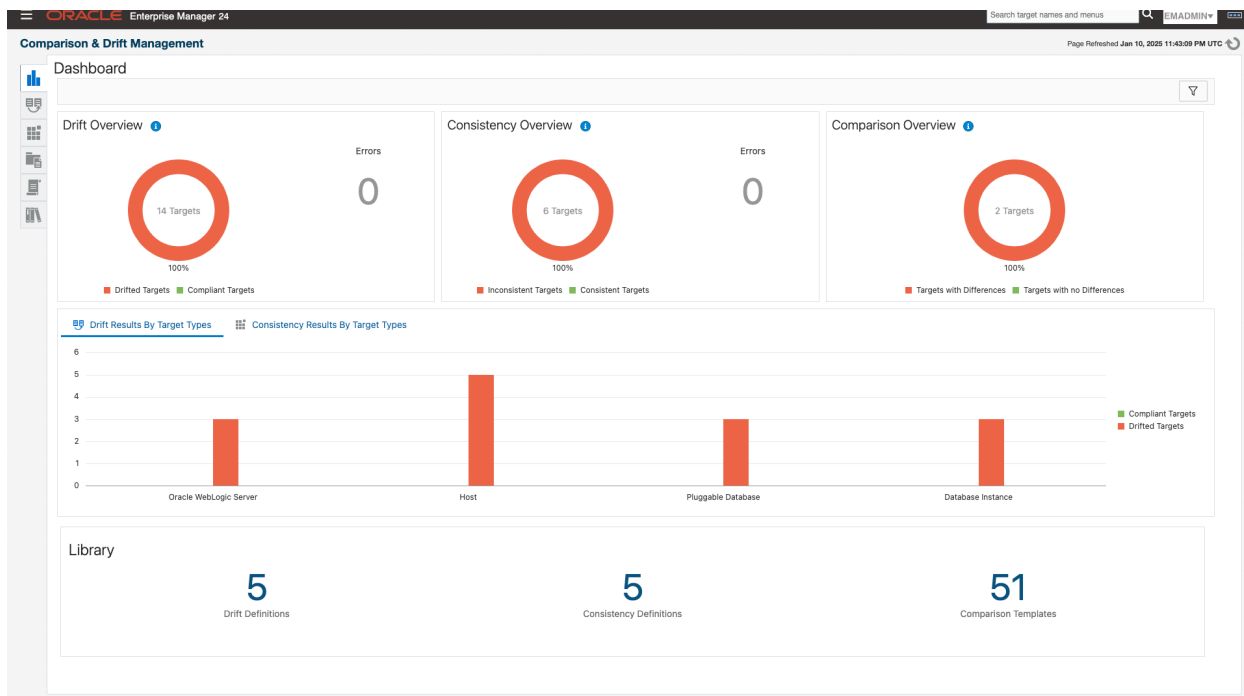 ORACLE Enterprise Manager 24
Search target names and menus
EMADMIN
Comparison & Drift Management
Page Refreshed Jan 10, 2025 11:43:09 PM UTC
Dashboard
Drift Overview
Errors
0
14 Targets
100%
Drifted Targets
Compliant Targets
Consistency Overview
Errors
0
6 Targets
100%
Inconsistent Targets
Consistent Targets
Comparison Overview
2 Targets
100%
Targets with Differences
Targets with no Differences
Drift Results By Target Types
Consistency Results By Target Types
6
5
4
3
2
1
0
Oracle WebLogic Server
Host
Pluggable Database
Database Instance
Compliant Targets
Drifted Targets
Library
5
Drift Definitions
5
Consistency Definitions
51
Comparison Templates